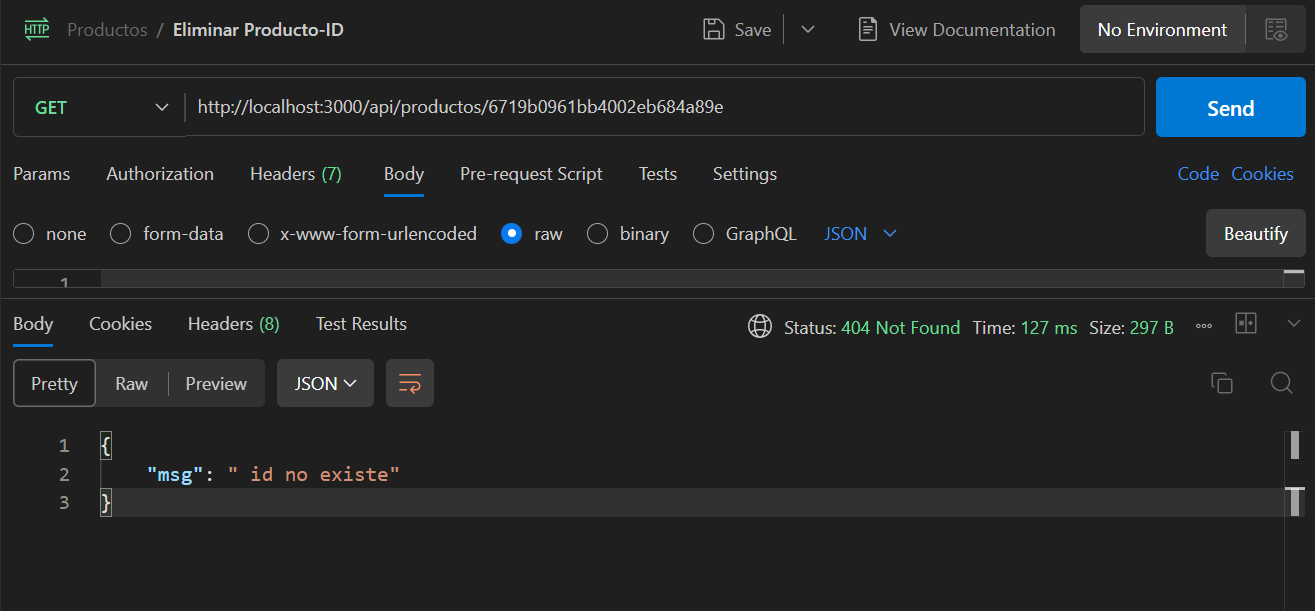 HTTP Productos / Eliminar Producto-ID Save View Documentation No Environment
GET http://localhost:3000/api/productos/6719b0961bb4002eb684a89e Send
Params Authorization Headers (7) Body Pre-request Script Tests Settings Code Cookies
none form-data x-www-form-urlencoded raw binary GraphQL JSON Beautify
1
Body Cookies Headers (8) Test Results Status: 404 Not Found Time: 127 ms Size: 297 B
Pretty Raw Preview JSON
1 {
2 "msg": " id no existe"
3 }